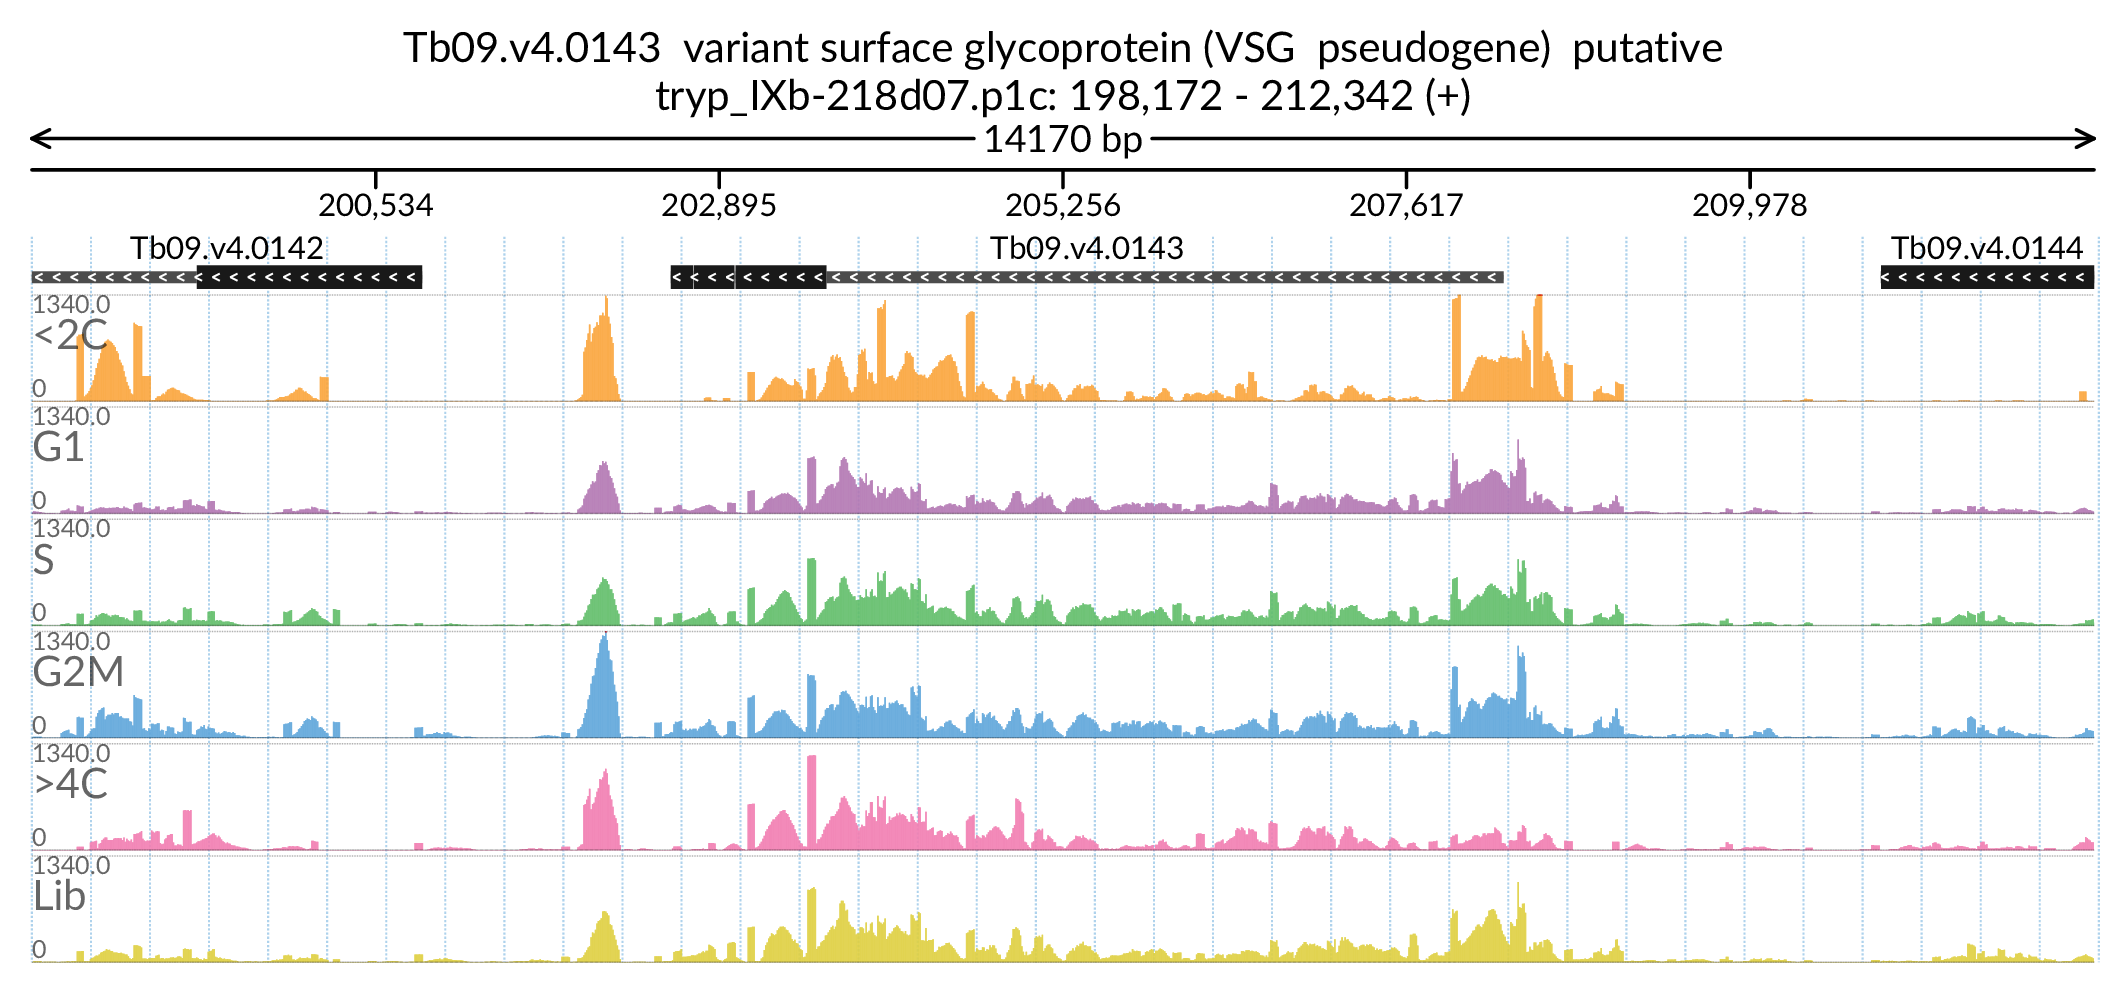 Tb09.v4.0143 variant surface glycoprotein (VSG pseudogene) putative
tryp_IXb-218d07.p1c: 198,172 - 212,342 (+)
14170 bp
200,534 202,895 205,256 207,617 209,978
Tb09.v4.0142 Tb09.v4.0143 Tb09.v4.0144
1340.0
<2C
0
1340.0
G1
0
1340.0
S
0
1340.0
G2M
0
1340.0
>4C
0
1340.0
Lib
0